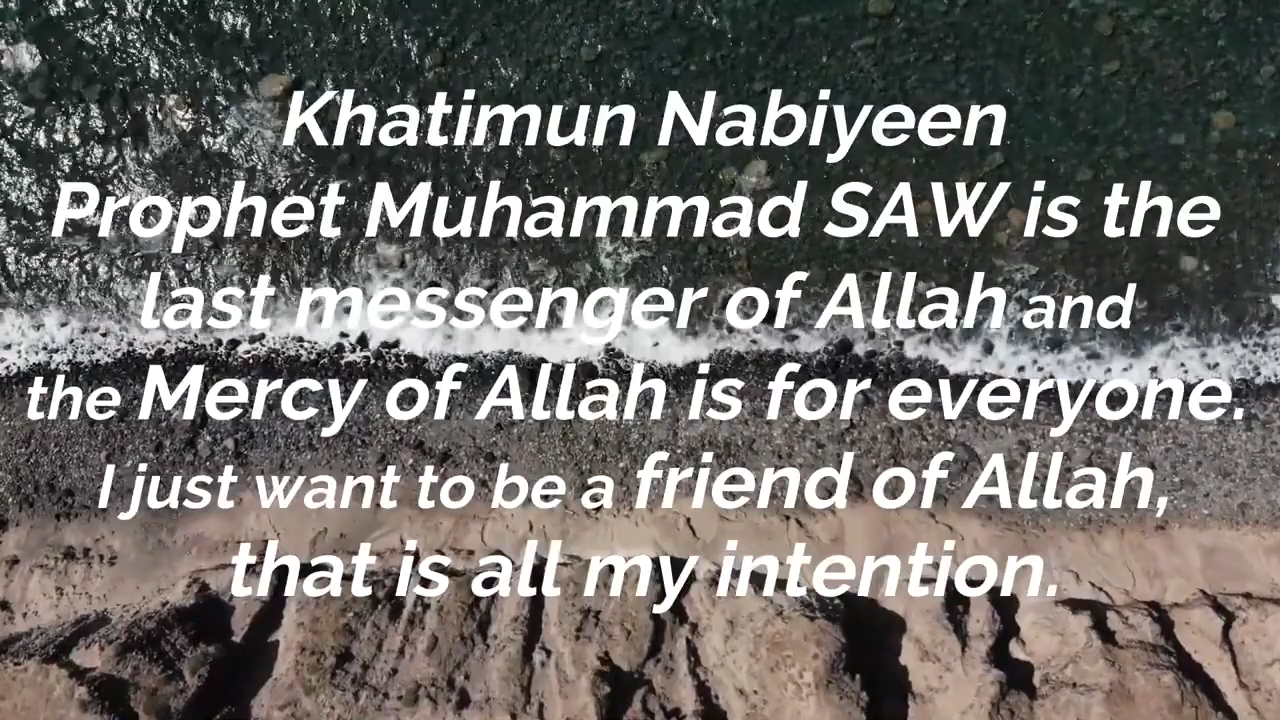 Khatimun Nabiyeen
Prophet Muhammad SAW is the
last messenger of Allah and
the Mercy of Allah is for everyone.
I just want to be a friend of Allah,
that is all my intention.